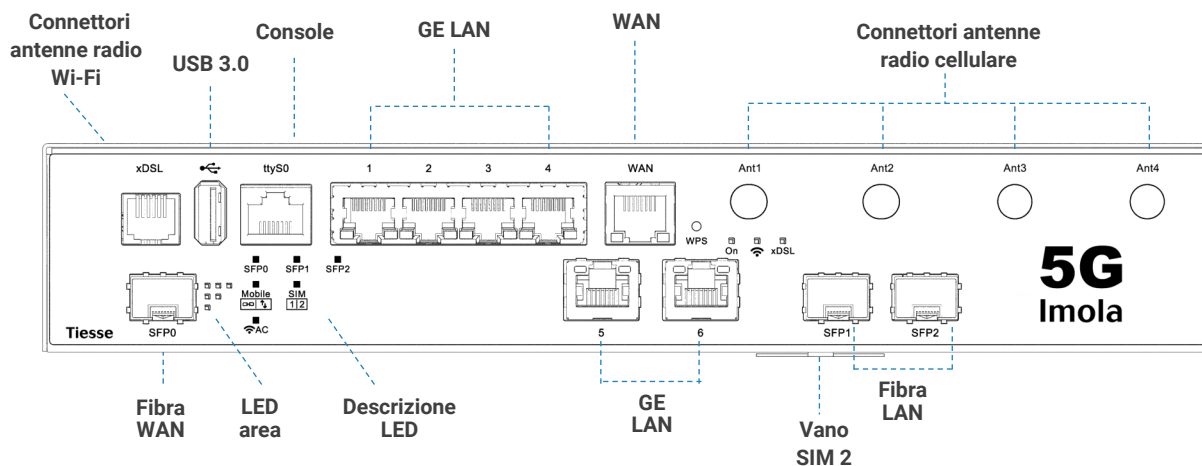 Connettori
antenne radio
Wi-Fi
USB 3.0
Console
GE LAN
WAN
Connettori antenne
radio cellulare
xDSL
ttyS0
1
2
3
4
WAN
Ant1
Ant2
Ant3
Ant4
WPS
On
xDSL
SFP0
SFP1
SFP2
Mobile
SIM
1 2
AC
5G
Imola
Tiesse
SFP0
5
6
SFP1
SFP2
Fibra
WAN
LED
area
Descrizione
LED
GE
LAN
Vano
SIM 2
Fibra
LAN